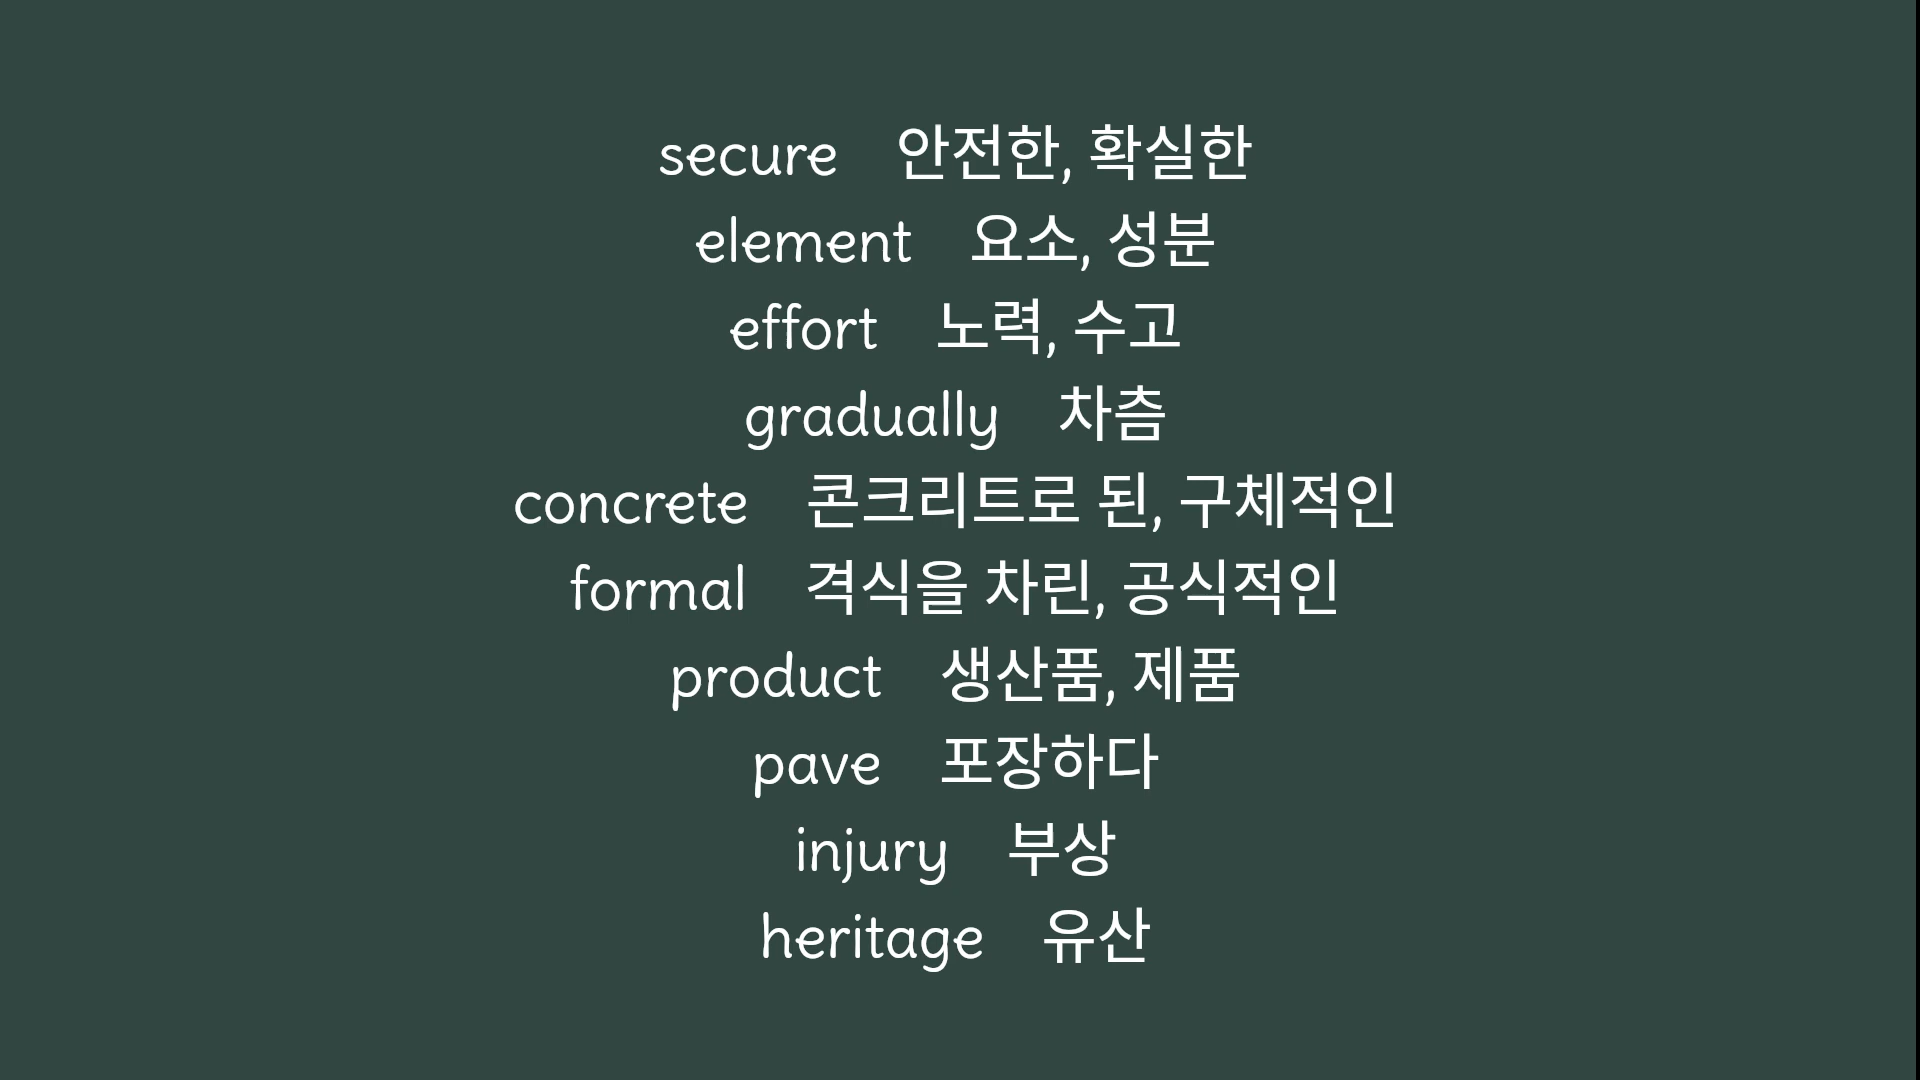 secure 안전한, 확실한
element 요소, 성분
effort 노력, 수고
gradually 차츰
concrete 콘크리트로 된, 구체적인
formal 격식을 차린, 공식적인
product 생산품, 제품
pave 포장하다
injury 부상
heritage 유산